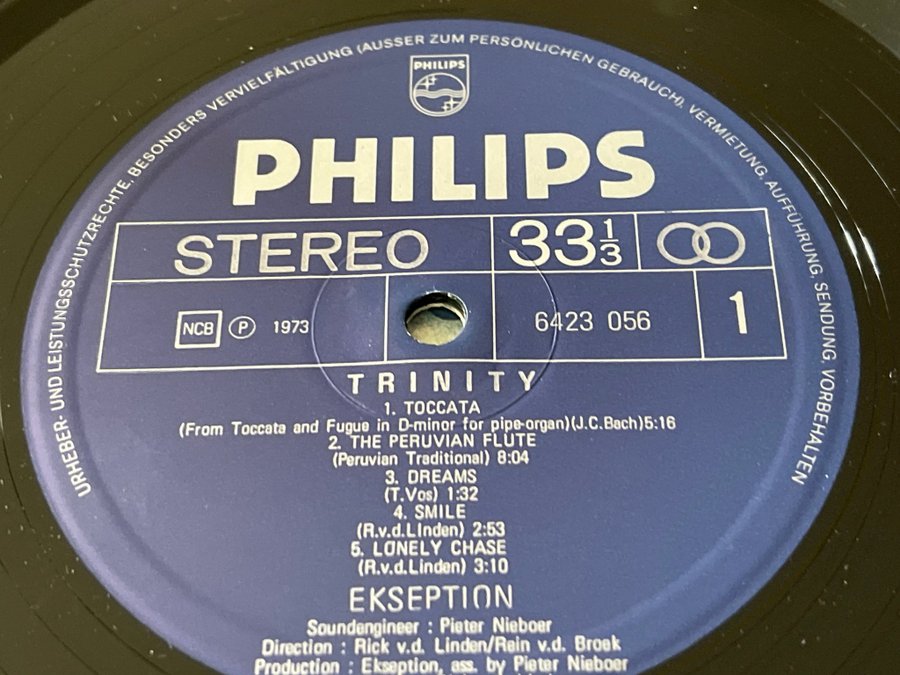 URHEBER- UND LEISTUNGSSCHUTZRECHTE, BESONDERS VERVIELFÄLTIGUNG (AUSSER ZUM PERSÖNLICHEN GEBRAUCH), VERMIETUNG, AUFFÜHRUNG, SENDUNG, VORBEHALTEN
PHILIPS
PHILIPS
STEREO 33 1/3
NCB Ⓟ 1973 6423 056 1
TRINITY
1. TOCCATA
(From Toccata and Fugue in D-minor for pipe-organ)(J.C.Bach)5:16
2. THE PERUVIAN FLUTE
(Peruvian Traditional) 8:04
3. DREAMS
(T.Vos) 1:32
4. SMILE
(R.v.d.Linden) 2:53
5. LONELY CHASE
(R.v.d.Linden) 3:10
EKSEPTION
Soundengineer : Pieter Nieboer
Direction : Rick v.d. Linden/Rein v.d. Broek
Production : Ekseption, ass. by Pieter Nieboer